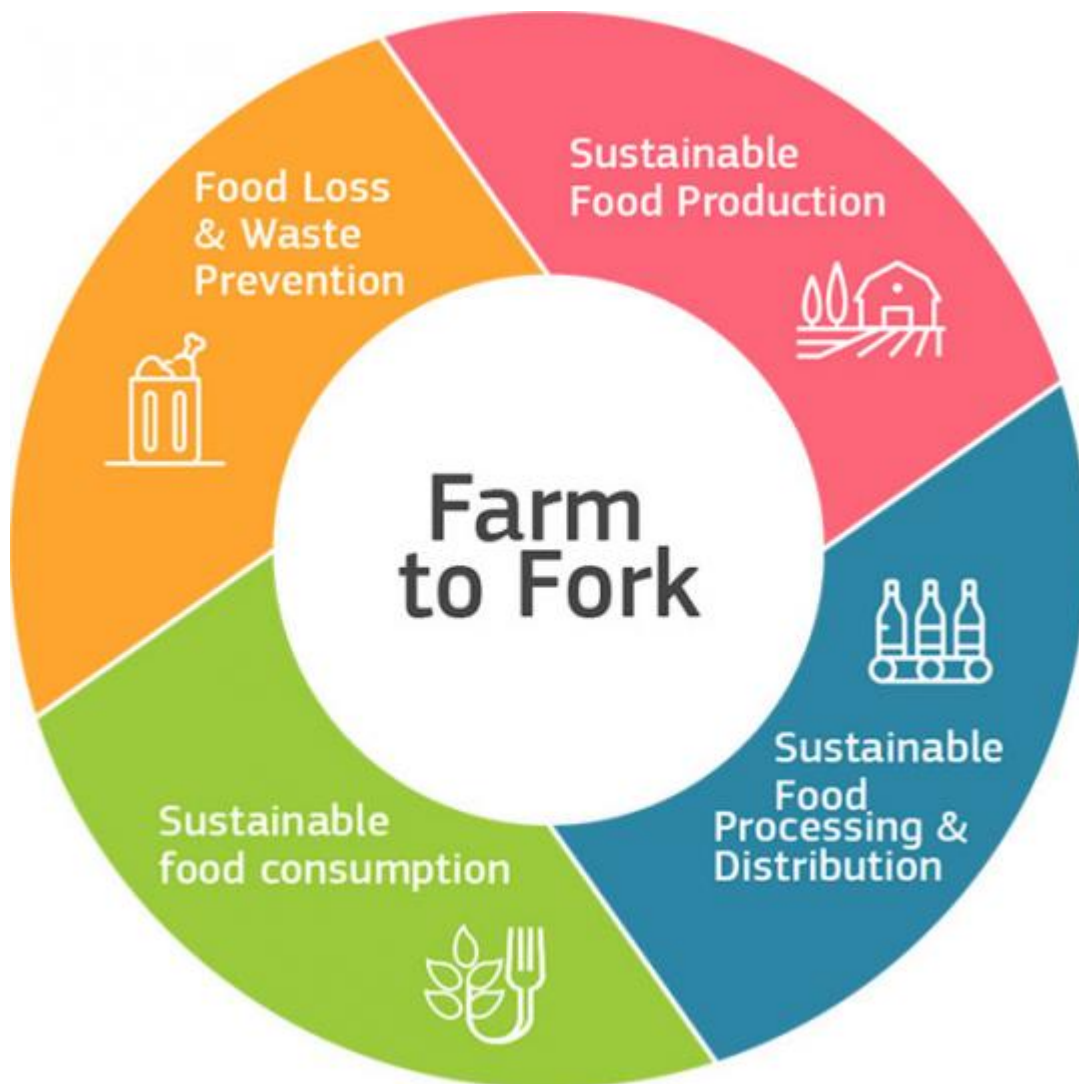 Farm
to Fork
Sustainable
Food Production
Sustainable
Food
Processing &
Distribution
Sustainable
food consumption
Food Loss
& Waste
Prevention